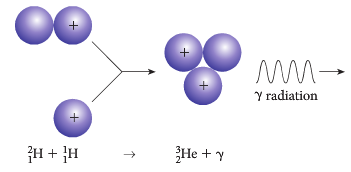 +
+
+
+
γ radiation
²₁H + ¹₁H → ³₂He + γ